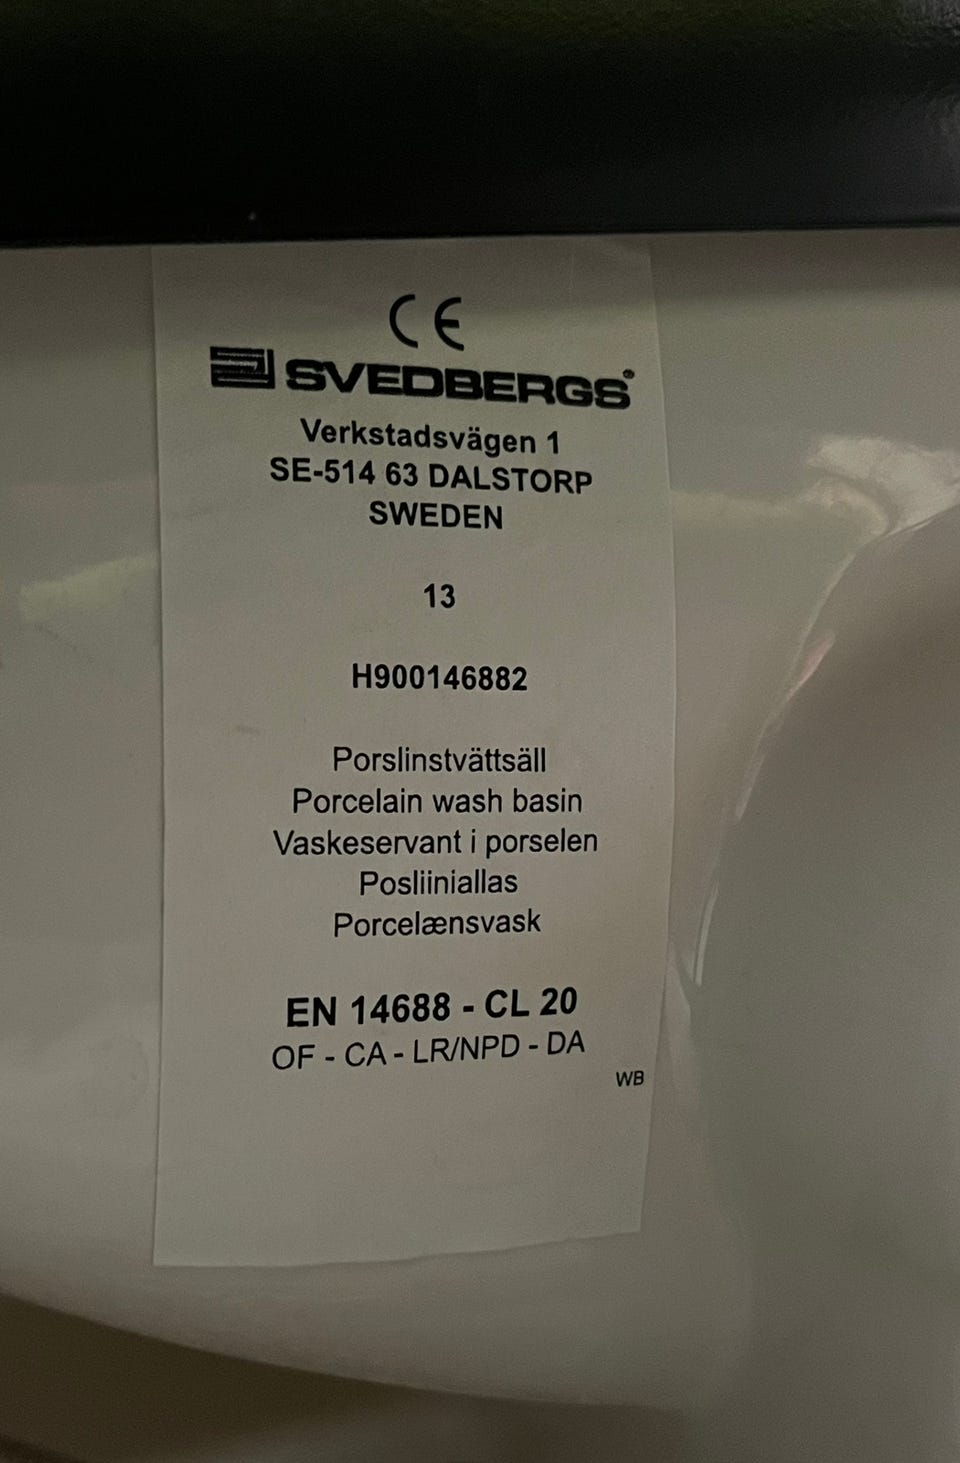 CE
SVEDBERGS®
Verkstadsvägen 1
SE-514 63 DALSTORP
SWEDEN
13
H900146882
Porslinstvättsäll
Porcelain wash basin
Vaskeservant i porselen
Posliiniallas
Porcelænsvask
EN 14688 - CL 20
OF - CA - LR/NPD - DA
WB